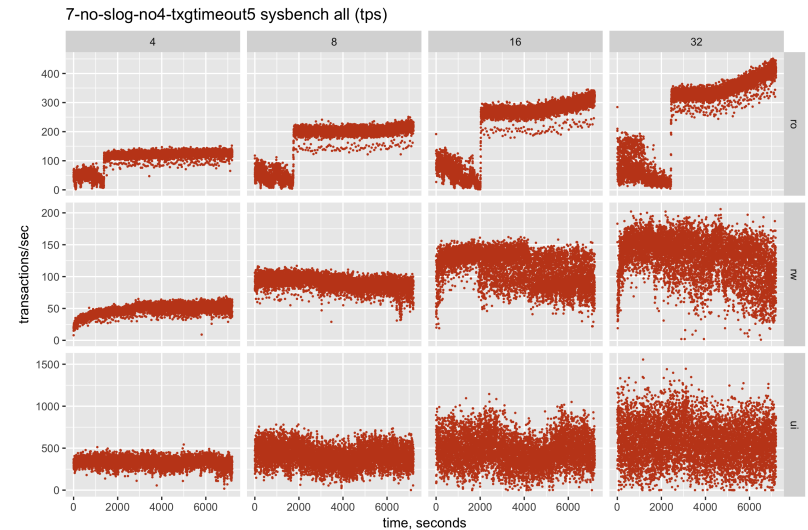 7-no-slog-no4-txgtimeout5 sysbench all (tps)
4 8 16 32
400
300
200
100
0
ro
200
150
100
50
0
rw
1500
1000
500
0
ui
transactions/sec
0 2000 4000 6000 0 2000 4000 6000 0 2000 4000 6000 0 2000 4000 6000
time, seconds